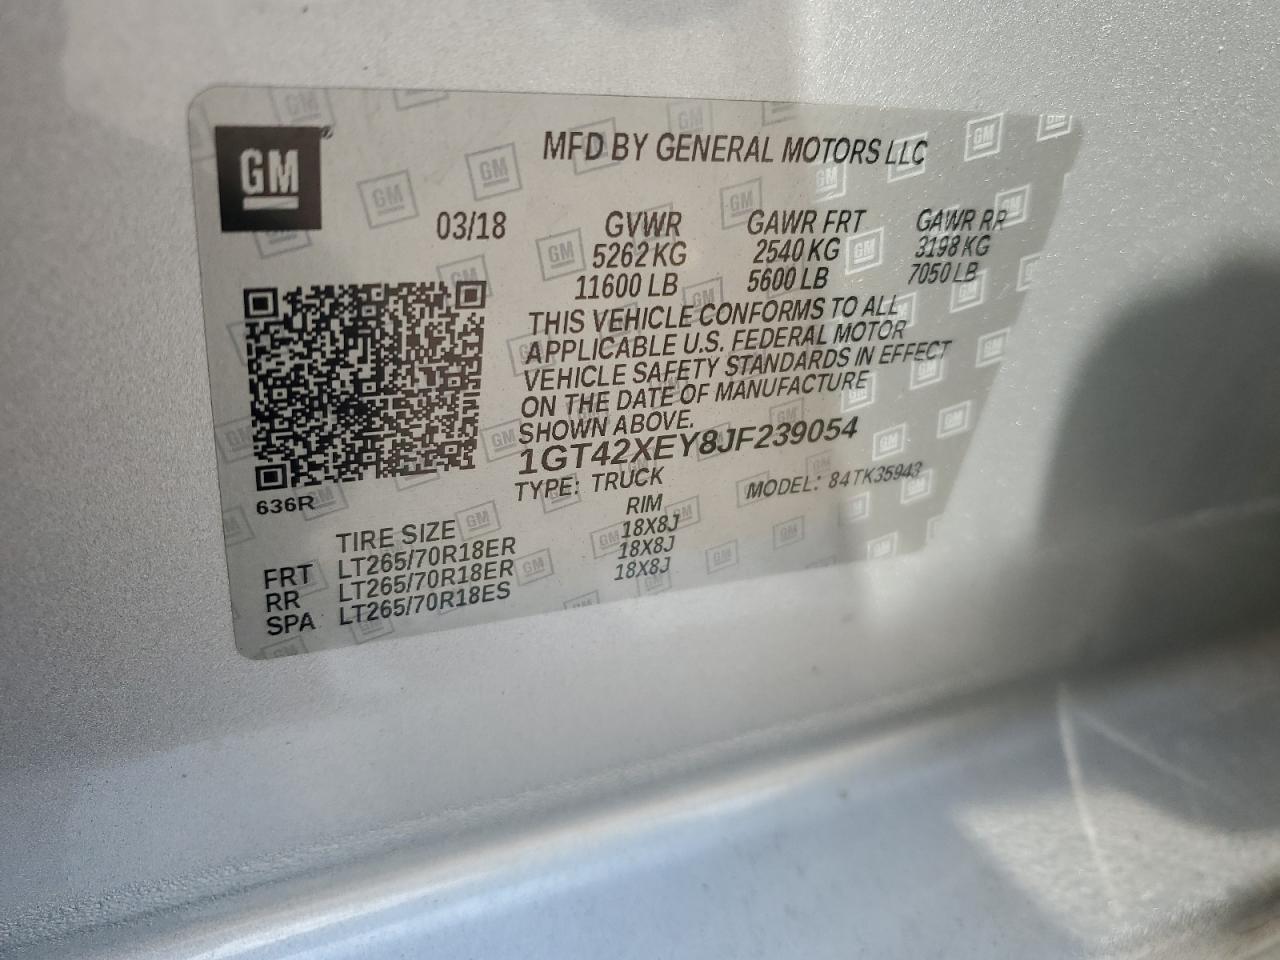 GM
MFD BY GENERAL MOTORS LLC
03/18 GVWR GAWR FRT GAWR RR
5262 KG 2540 KG 3198 KG
11600 LB 5600 LB 7050 LB
THIS VEHICLE CONFORMS TO ALL
APPLICABLE U.S. FEDERAL MOTOR
VEHICLE SAFETY STANDARDS IN EFFECT
ON THE DATE OF MANUFACTURE
SHOWN ABOVE.
1GT42XEY8JF239054
TYPE: TRUCK MODEL: 84TK35943
636R
TIRE SIZE RIM
FRT LT265/70R18ER 18X8J
RR LT265/70R18ER 18X8J
SPA LT265/70R18ES 18X8J